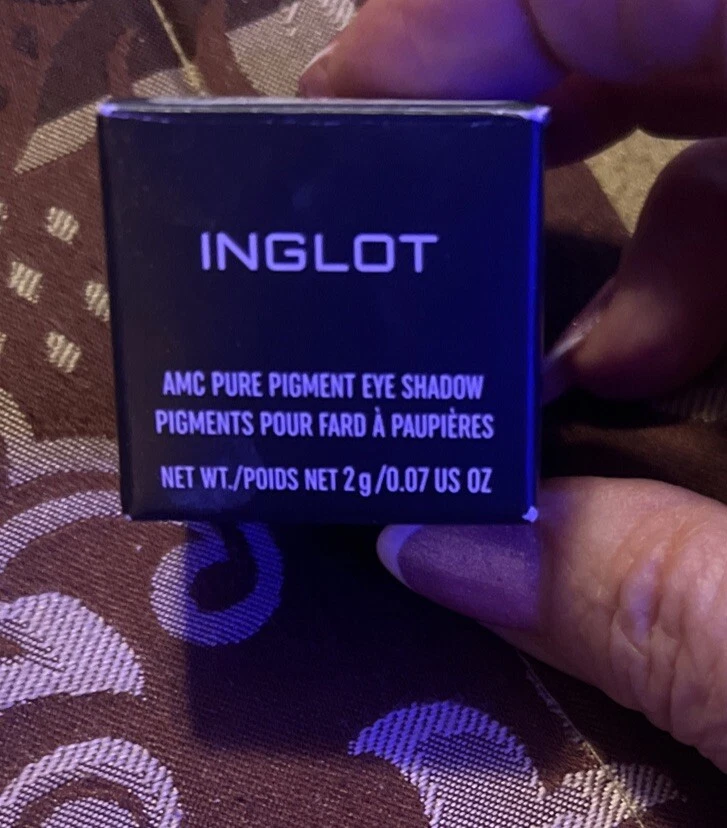 INGLOT
AMC PURE PIGMENT EYE SHADOW
PIGMENTS POUR FARD À PAUPIÈRES
NET WT./POIDS NET 2 g/0.07 US OZ